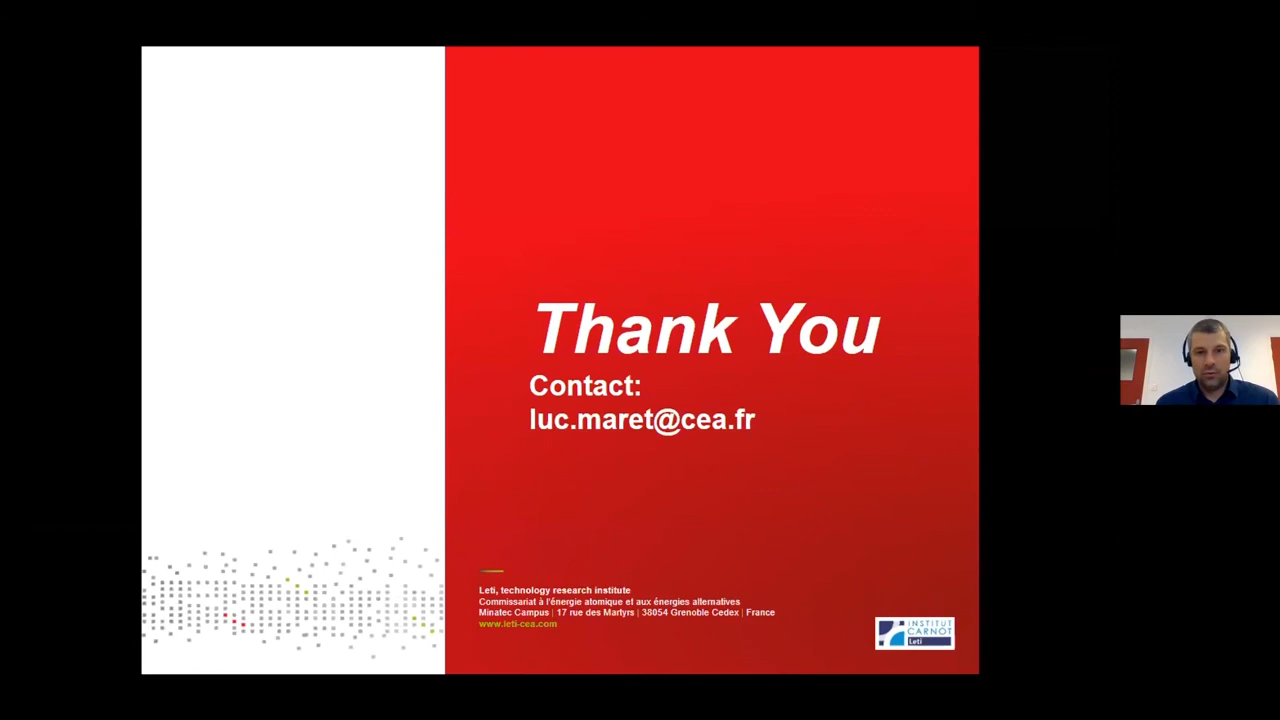 Thank You
Contact:
luc.maret@cea.fr
Leti, technology research institute
Commissariat à l'énergie atomique et aux énergies alternatives
Minatec Campus | 17 rue des Martyrs | 38054 Grenoble Cedex | France
www.leti-cea.com
INSTITUT
CARNOT
Leti